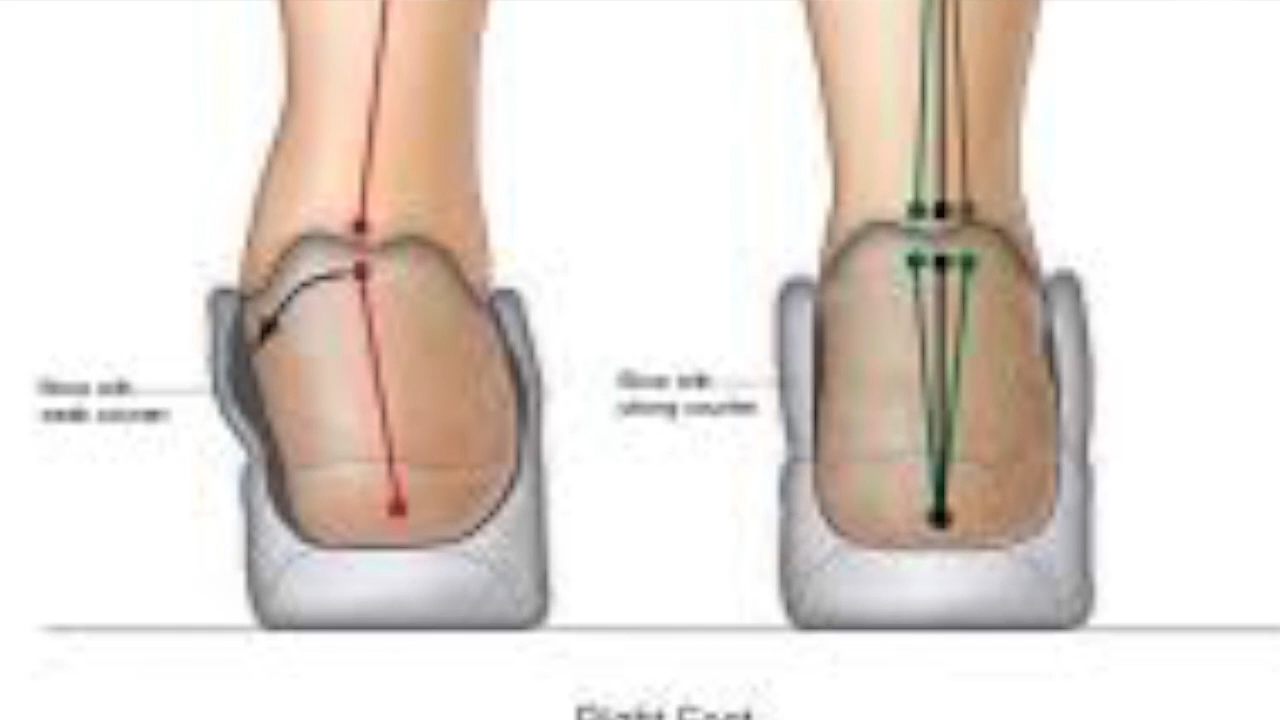 Shoe with
weak counter
Shoe with
strong counter
Right Foot